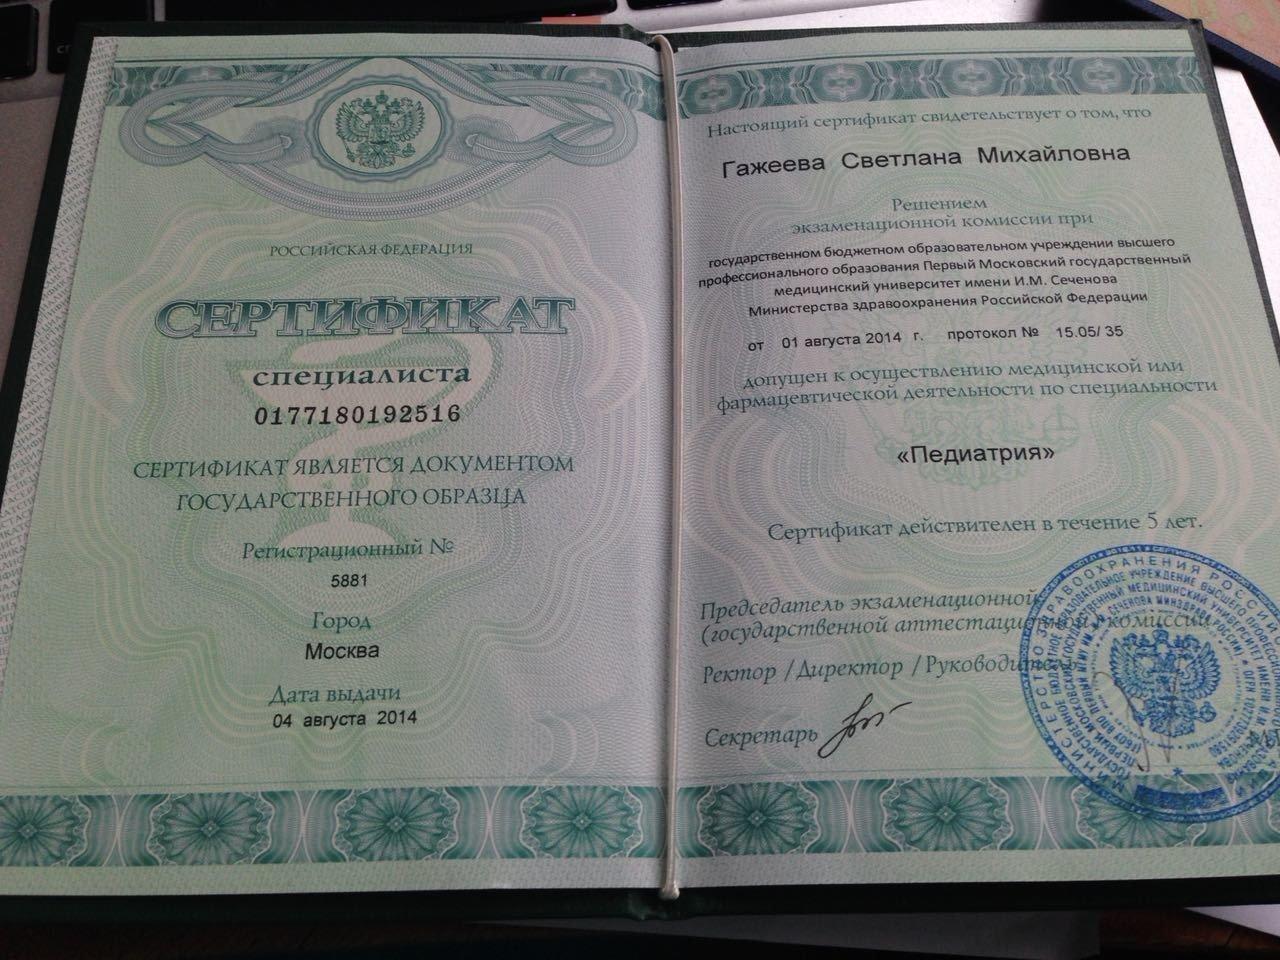 РОССИЙСКАЯ ФЕДЕРАЦИЯ
СЕРТИФИКАТ
специалиста
0177180192516
СЕРТИФИКАТ ЯВЛЯЕТСЯ ДОКУМЕНТОМ
ГОСУДАРСТВЕННОГО ОБРАЗЦА
Регистрационный №
5881
Город
Москва
Дата выдачи
04 августа 2014
Настоящий сертификат свидетельствует о том, что
Гажеева Светлана Михайловна
Решением
экзаменационной комиссии при
государственном бюджетном образовательном учреждении высшего
профессионального образования Первый Московский государственный
медицинский университет имени И.М. Сеченова
Министерства здравоохранения Российской Федерации
от 01 августа 2014 г. протокол № 15.05/ 35
допущен к осуществлению медицинской или
фармацевтической деятельности по специальности
«Педиатрия»
Сертификат действителен в течение 5 лет.
Председатель экзаменационной
(государственной аттестационной) комиссии
Ректор /Директор /Руководитель
Секретарь
МИНИСТЕРСТВО ЗДРАВООХРАНЕНИЯ РОССИЙСКОЙ